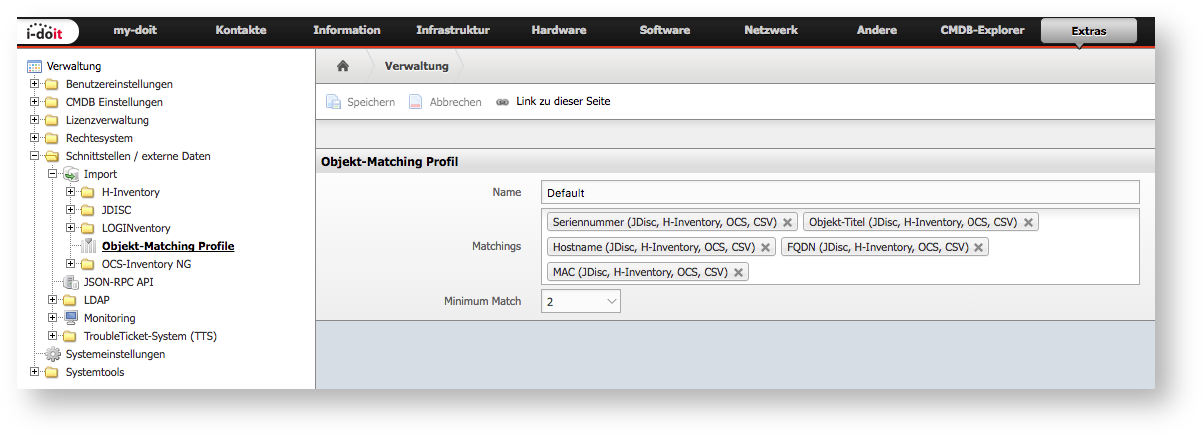 i-doit my-doit Kontakte Information Infrastruktur Hardware Software Netzwerk Andere CMDB-Explorer Extras
Verwaltung
Benutzereinstellungen
CMDB Einstellungen
Lizenzverwaltung
Rechtesystem
Schnittstellen / externe Daten
Import
H-Inventory
JDISC
LOGINventory
Objekt-Matching Profile
OCS-Inventory NG
JSON-RPC API
LDAP
Monitoring
TroubleTicket-System (TTS)
Systemeinstellungen
Systemtools
Verwaltung
Speichern Abbrechen Link zu dieser Seite
Objekt-Matching Profil
Name Default
Matchings
Seriennummer (JDisc, H-Inventory, OCS, CSV) Objekt-Titel (JDisc, H-Inventory, OCS, CSV)
Hostname (JDisc, H-Inventory, OCS, CSV) FQDN (JDisc, H-Inventory, OCS, CSV)
MAC (JDisc, H-Inventory, OCS, CSV)
Minimum Match 2